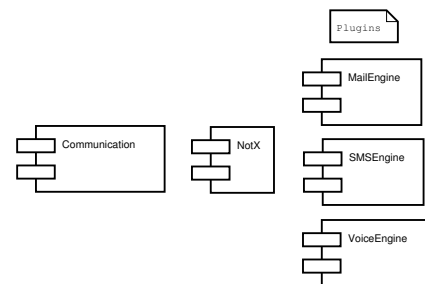 Plugins
MailEngine
Communication
NotX
SMSEngine
VoiceEngine